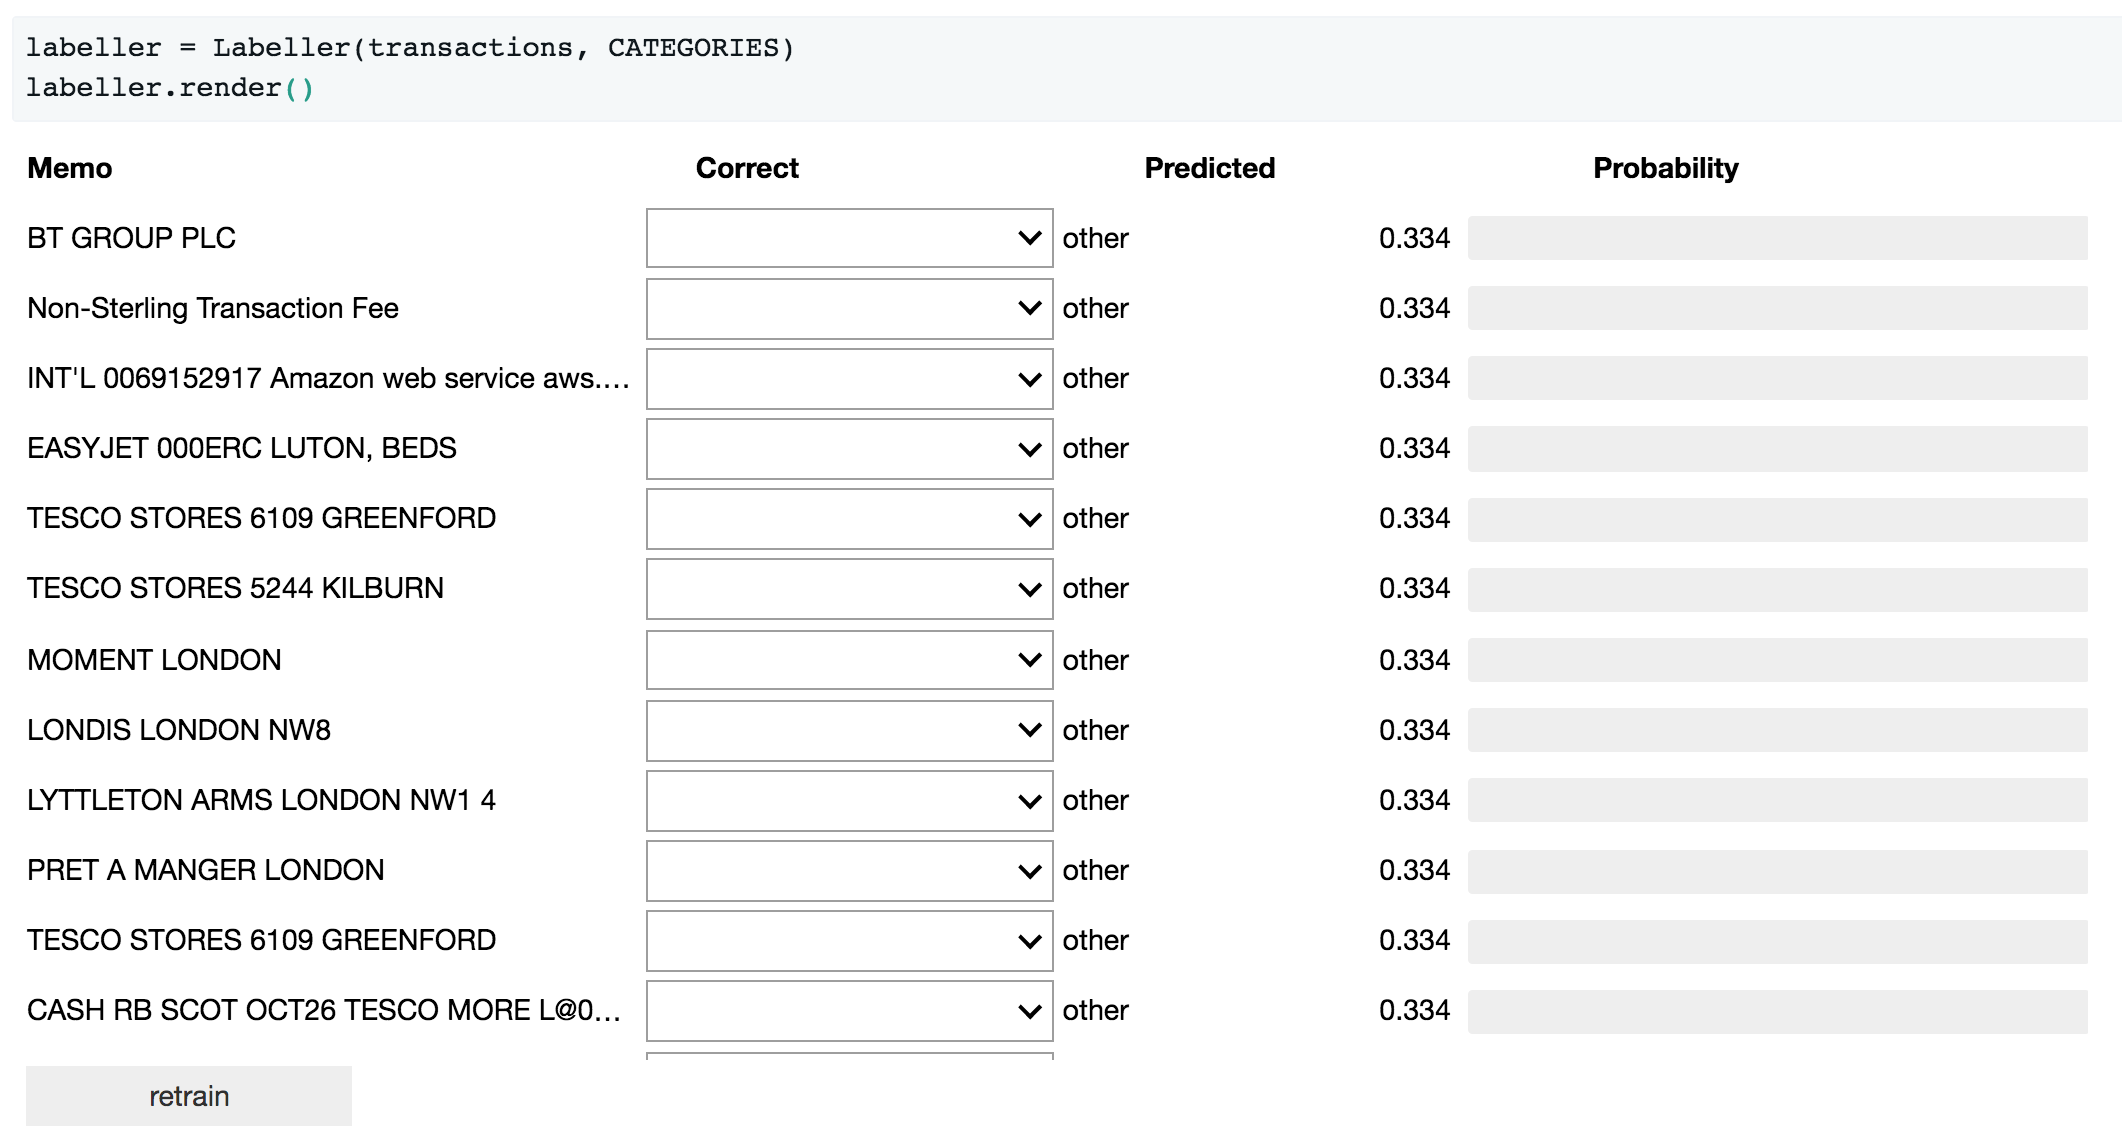 labeller = Labeller(transactions, CATEGORIES)
labeller.render()
Memo Correct Predicted Probability
BT GROUP PLC other 0.334
Non-Sterling Transaction Fee other 0.334
INT'L 0069152917 Amazon web service aws.… other 0.334
EASYJET 000ERC LUTON, BEDS other 0.334
TESCO STORES 6109 GREENFORD other 0.334
TESCO STORES 5244 KILBURN other 0.334
MOMENT LONDON other 0.334
LONDIS LONDON NW8 other 0.334
LYTTLETON ARMS LONDON NW1 4 other 0.334
PRET A MANGER LONDON other 0.334
TESCO STORES 6109 GREENFORD other 0.334
CASH RB SCOT OCT26 TESCO MORE L@0… other 0.334
retrain